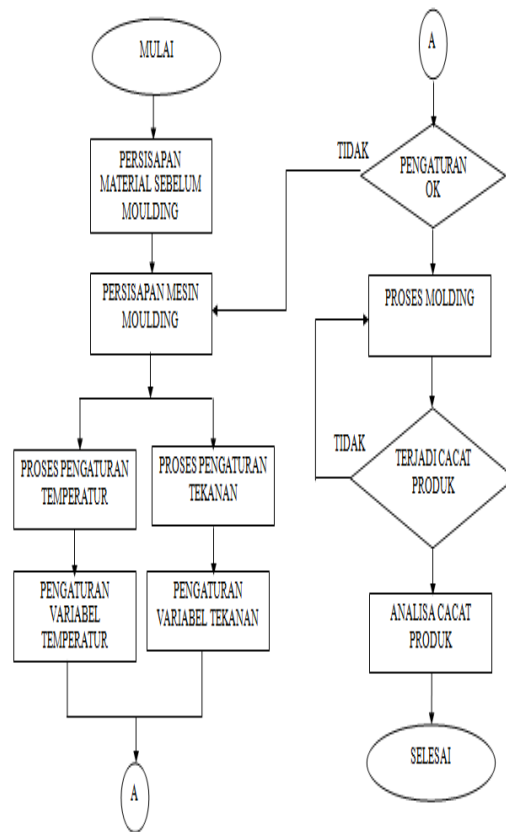 MULAI
PERSISAPAN
MATERIAL SEBELUM
MOULDING
PERSISAPAN MESIN
MOULDING
PROSES PENGATURAN
TEMPERATUR
PROSES PENGATURAN
TEKANAN
PENGATURAN
VARIABEL
TEMPERATUR
PENGATURAN
VARIABEL TEKANAN
A
A
TIDAK
PENGATURAN
OK
PROSES MOLDING
TIDAK
TERJADI CACAT
PRODUK
ANALISA CACAT
PRODUK
SELESAI